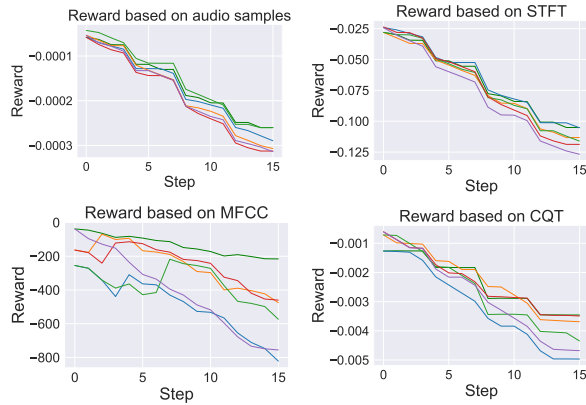 Reward based on audio samples
Reward
−0.0001
−0.0002
−0.0003
0 5 10 15
Step
Reward based on STFT
Reward
−0.025
−0.050
−0.075
−0.100
−0.125
0 5 10 15
Step
Reward based on MFCC
Reward
0
−200
−400
−600
−800
0 5 10 15
Step
Reward based on CQT
Reward
−0.001
−0.002
−0.003
−0.004
−0.005
0 5 10 15
Step